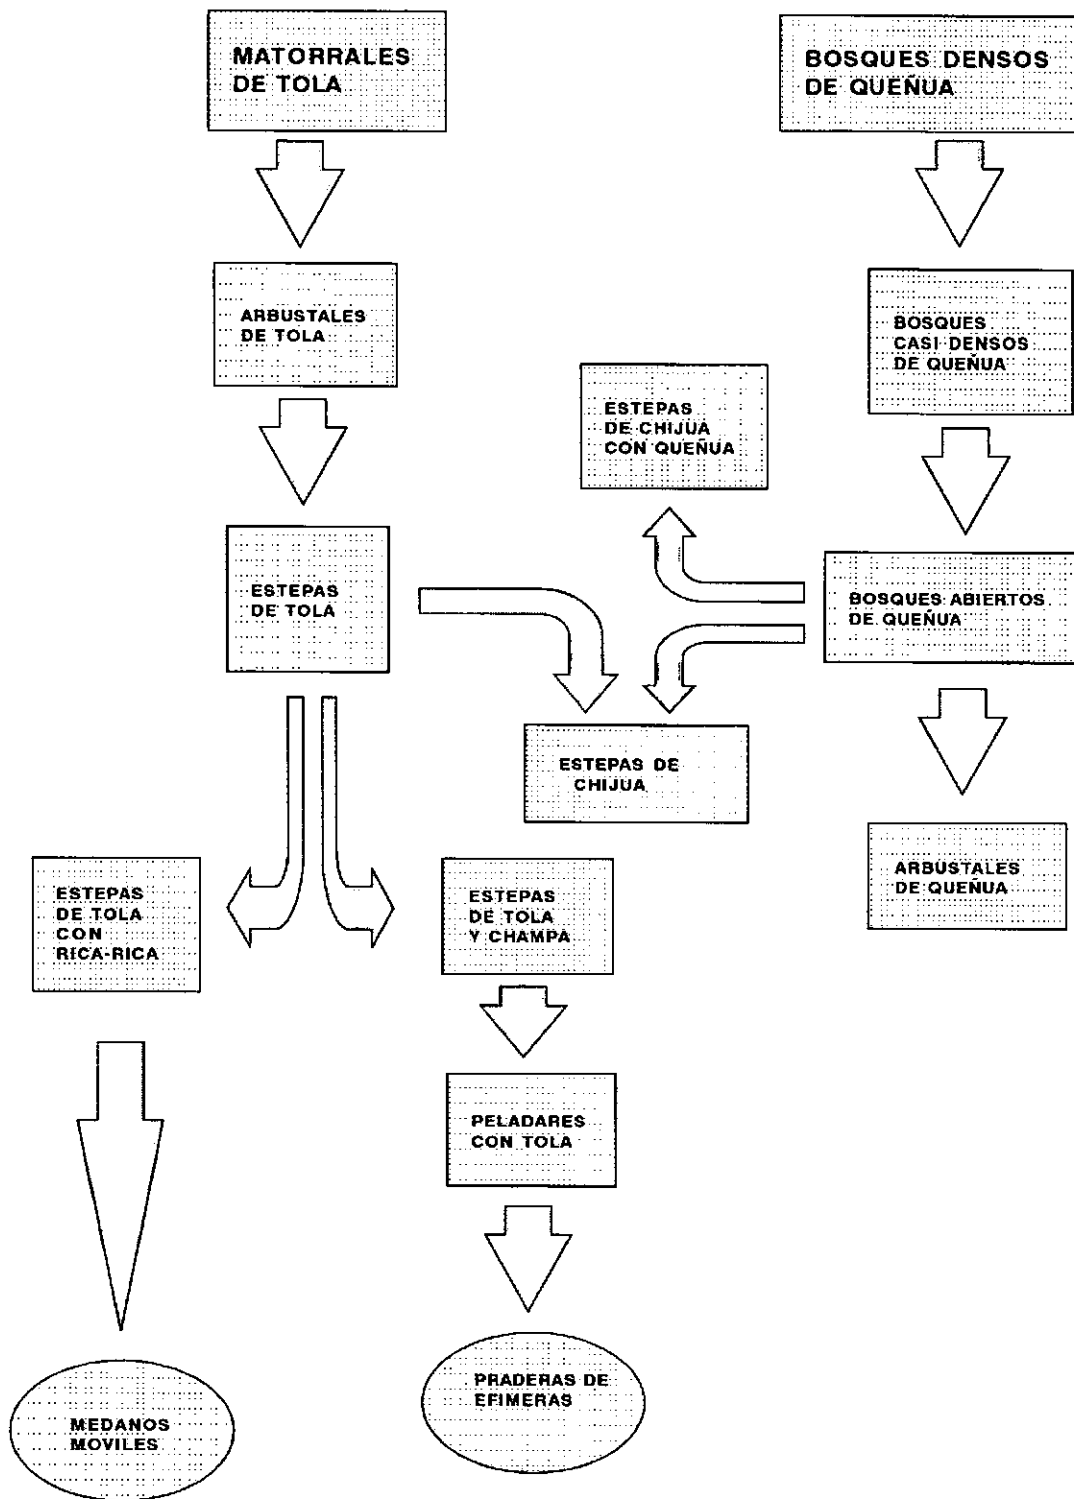 MATORRALES
DE TOLA
BOSQUES DENSOS
DE QUEÑUA
ARBUSTALES
DE TOLA
BOSQUES
CASI DENSOS
DE QUEÑUA
ESTEPAS
DE CHIJUA
CON QUEÑUA
ESTEPAS
DE TOLA
BOSQUES ABIERTOS
DE QUEÑUA
ESTEPAS DE
CHIJUA
ARBUSTALES
DE QUEÑUA
ESTEPAS
DE TOLA
CON
RICA-RICA
ESTEPAS
DE TOLA
Y CHAMPA
PELADARES
CON TOLA
PRADERAS DE
EFIMERAS
MEDANOS
MOVILES